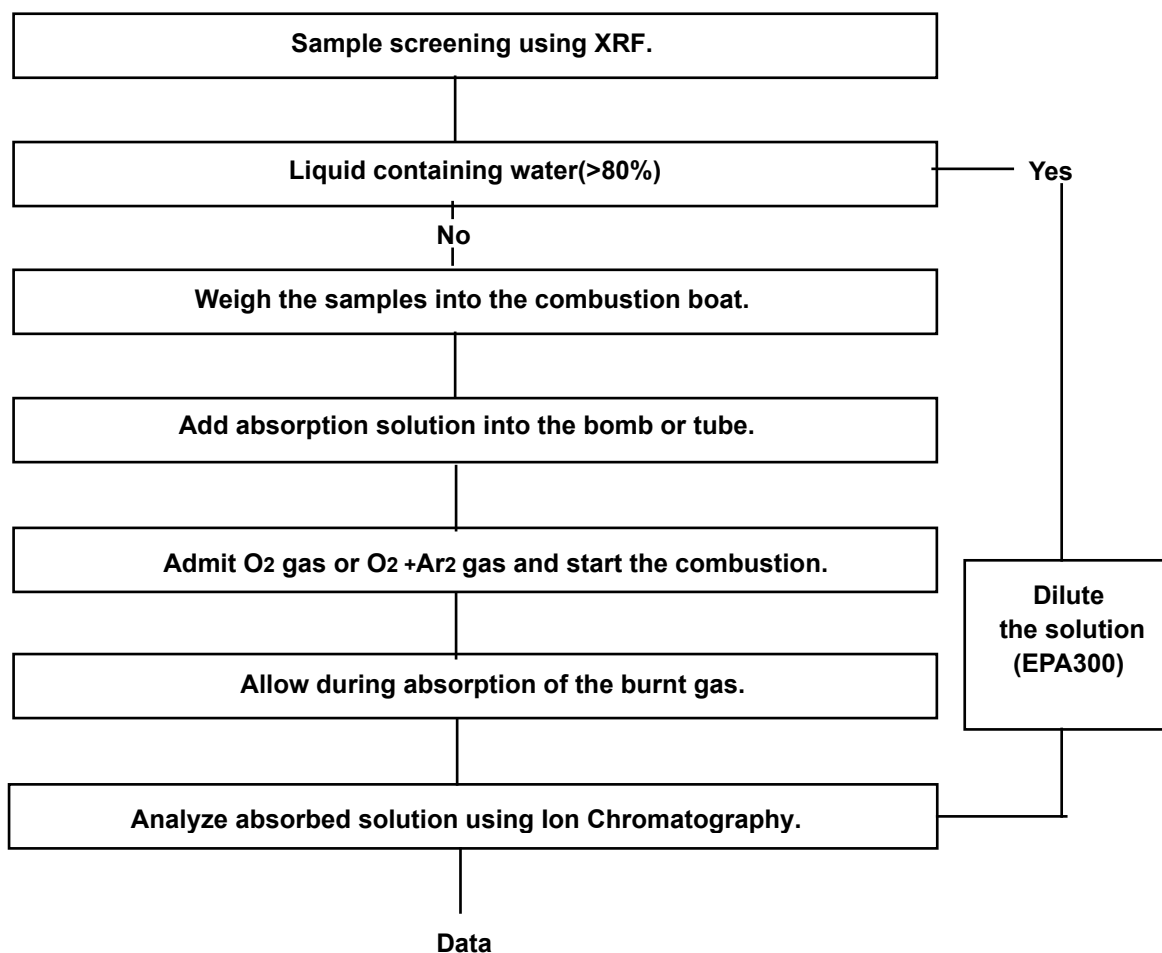 Sample screening using XRF.
Liquid containing water(>80%)
Yes
No
Weigh the samples into the combustion boat.
Add absorption solution into the bomb or tube.
Admit O2 gas or O2 +Ar2 gas and start the combustion.
Dilute
the solution
(EPA300)
Allow during absorption of the burnt gas.
Analyze absorbed solution using Ion Chromatography.
Data